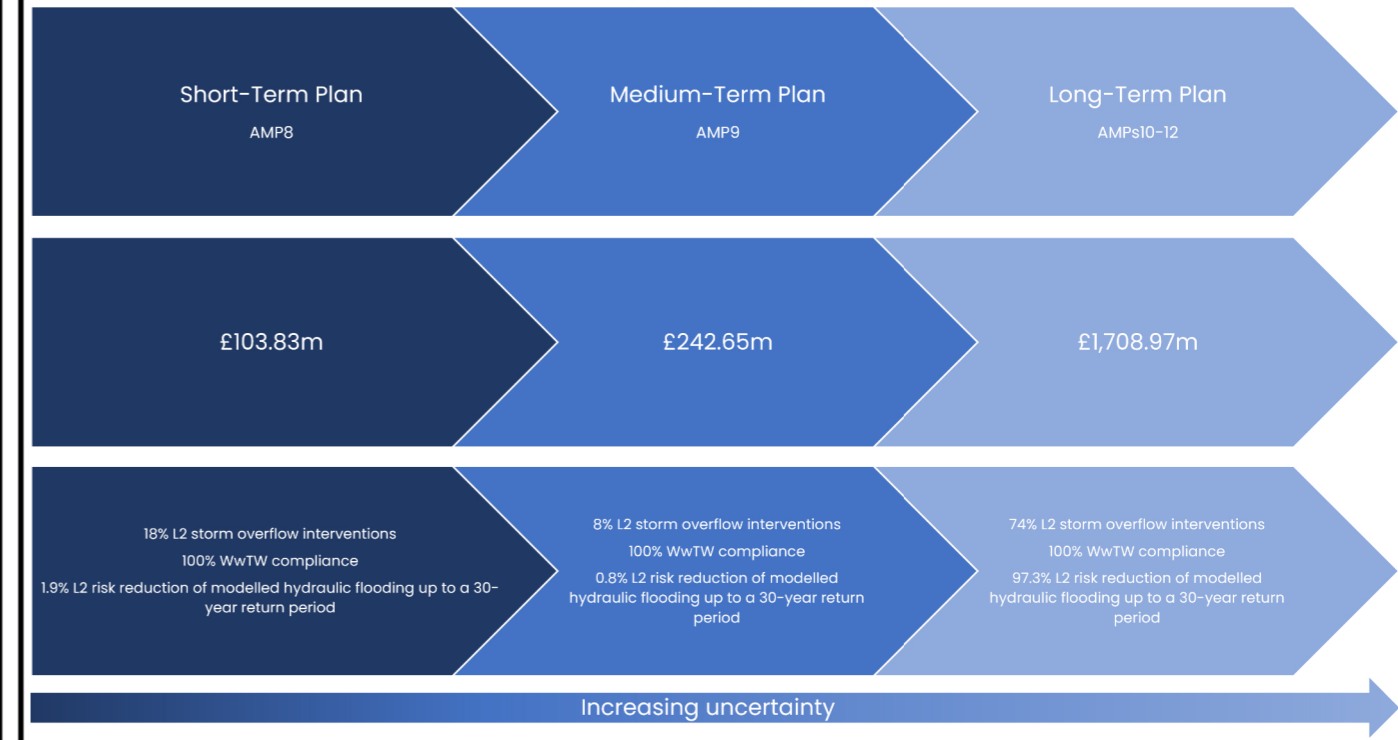 Short-Term Plan
AMP8
Medium-Term Plan
AMP9
Long-Term Plan
AMPs10-12
£103.83m
£242.65m
£1,708.97m
18% L2 storm overflow interventions
100% WwTW compliance
1.9% L2 risk reduction of modelled hydraulic flooding up to a 30-
year return period
8% L2 storm overflow interventions
100% WwTW compliance
0.8% L2 risk reduction of modelled
hydraulic flooding up to a 30-year return
period
74% L2 storm overflow interventions
100% WwTW compliance
97.3% L2 risk reduction of modelled
hydraulic flooding up to a 30-year return
period
Increasing uncertainty